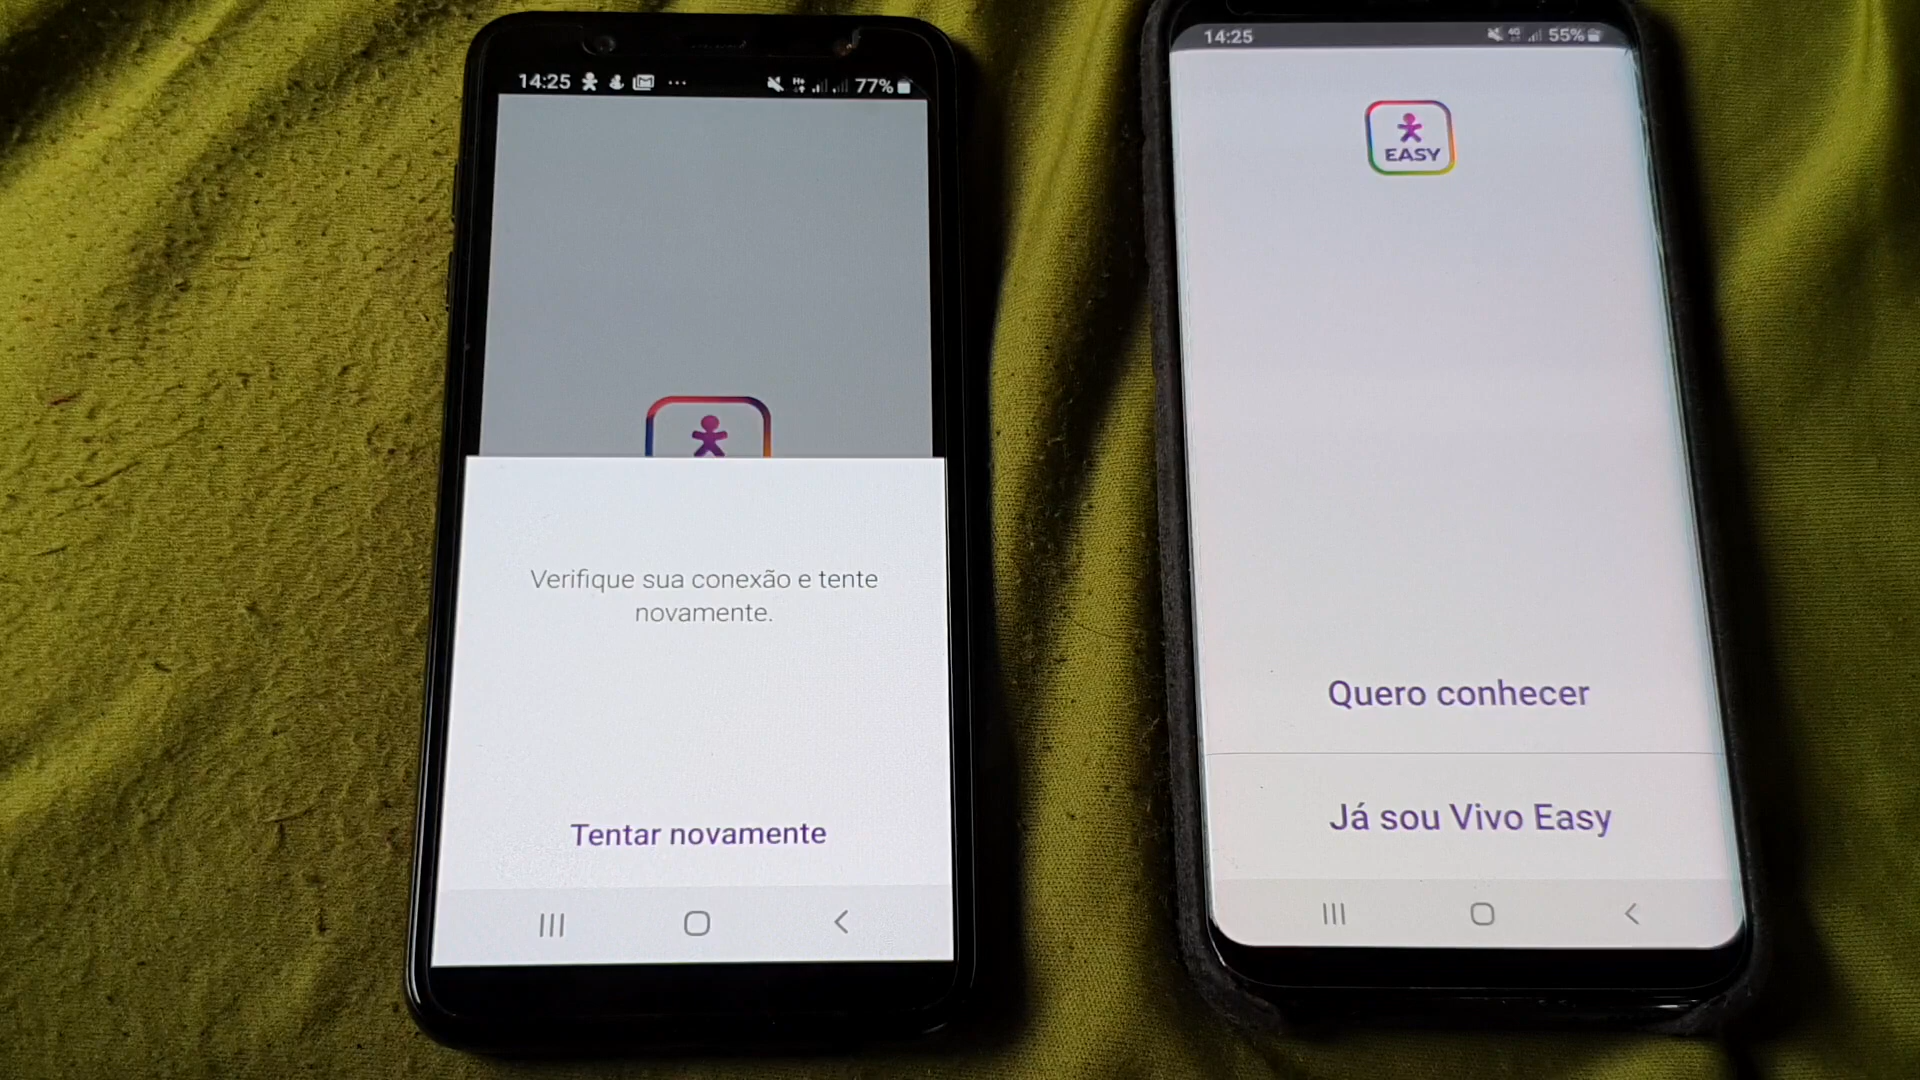 14:25
H+
77%
Verifique sua conexão e tente
novamente.
Tentar novamente
14:25
4G
55%
EASY
Quero conhecer
Já sou Vivo Easy